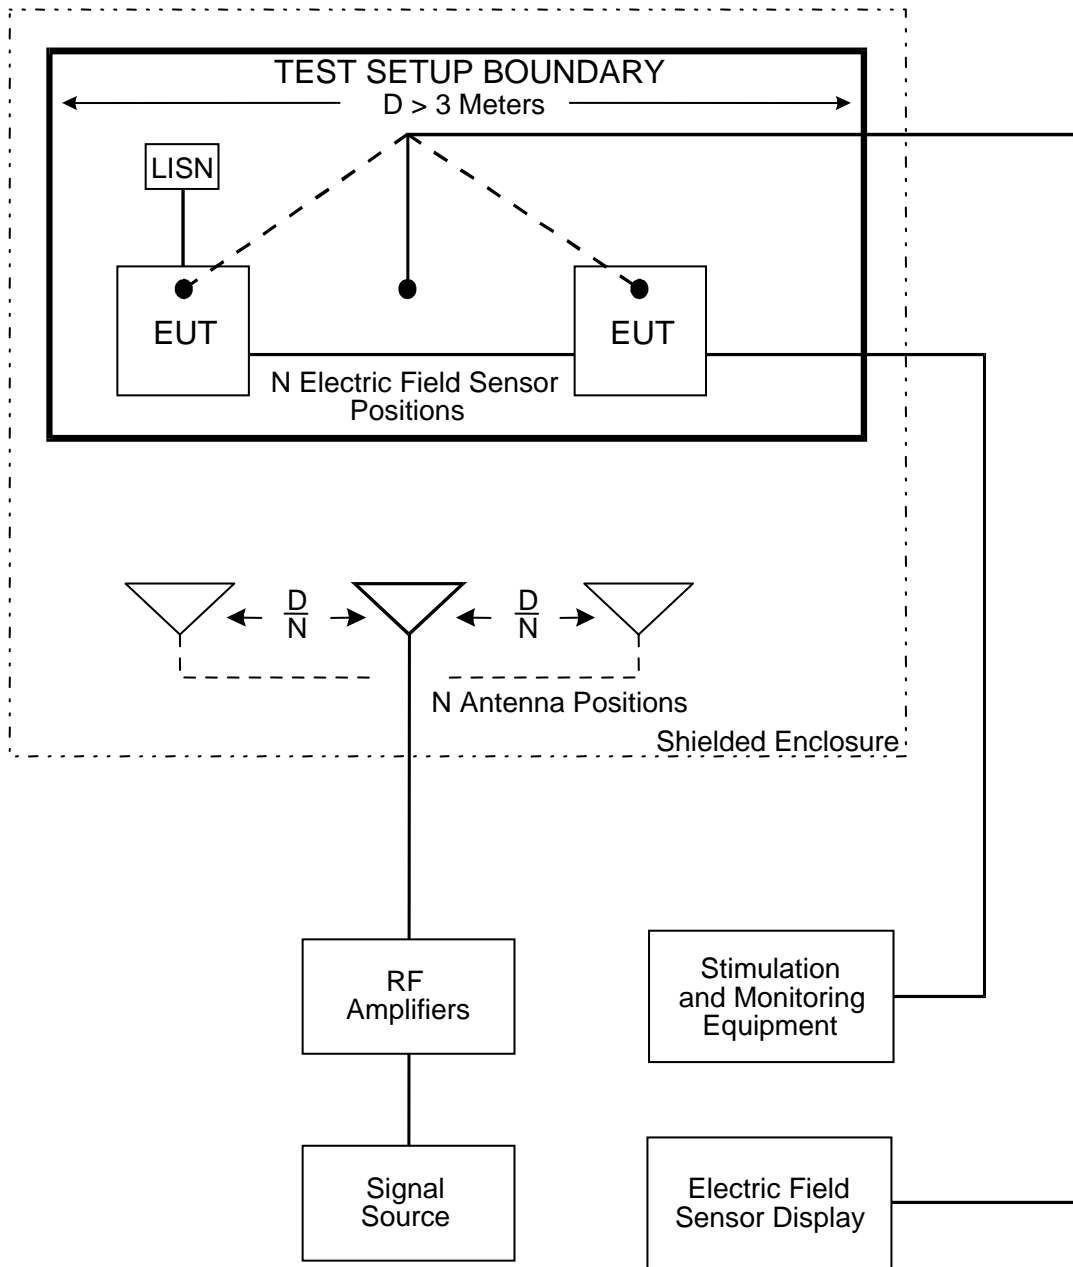 TEST SETUP BOUNDARY
D > 3 Meters
LISN
EUT
EUT
N Electric Field Sensor
Positions
D
N
D
N
N Antenna Positions
Shielded Enclosure
RF
Amplifiers
Stimulation
and Monitoring
Equipment
Signal
Source
Electric Field
Sensor Display